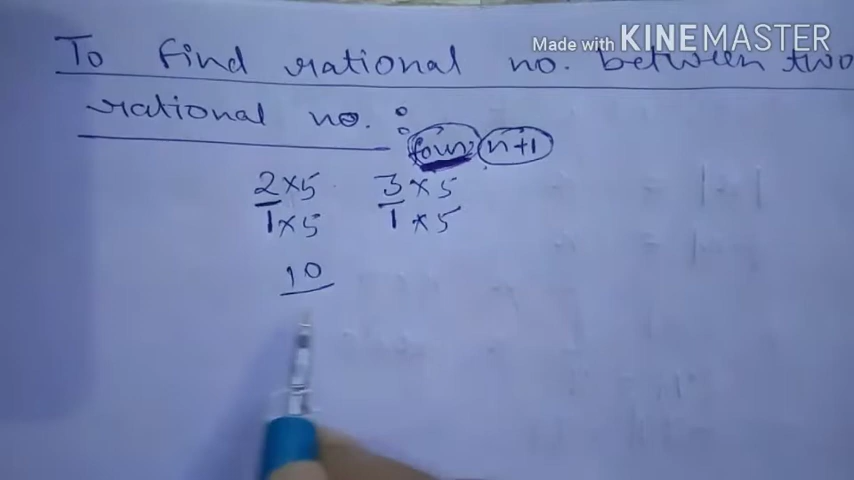 Made with KINEMASTER
To find rational no. between two
rational no. :
four n+1
2×5 3×5
1×5 1×5
10